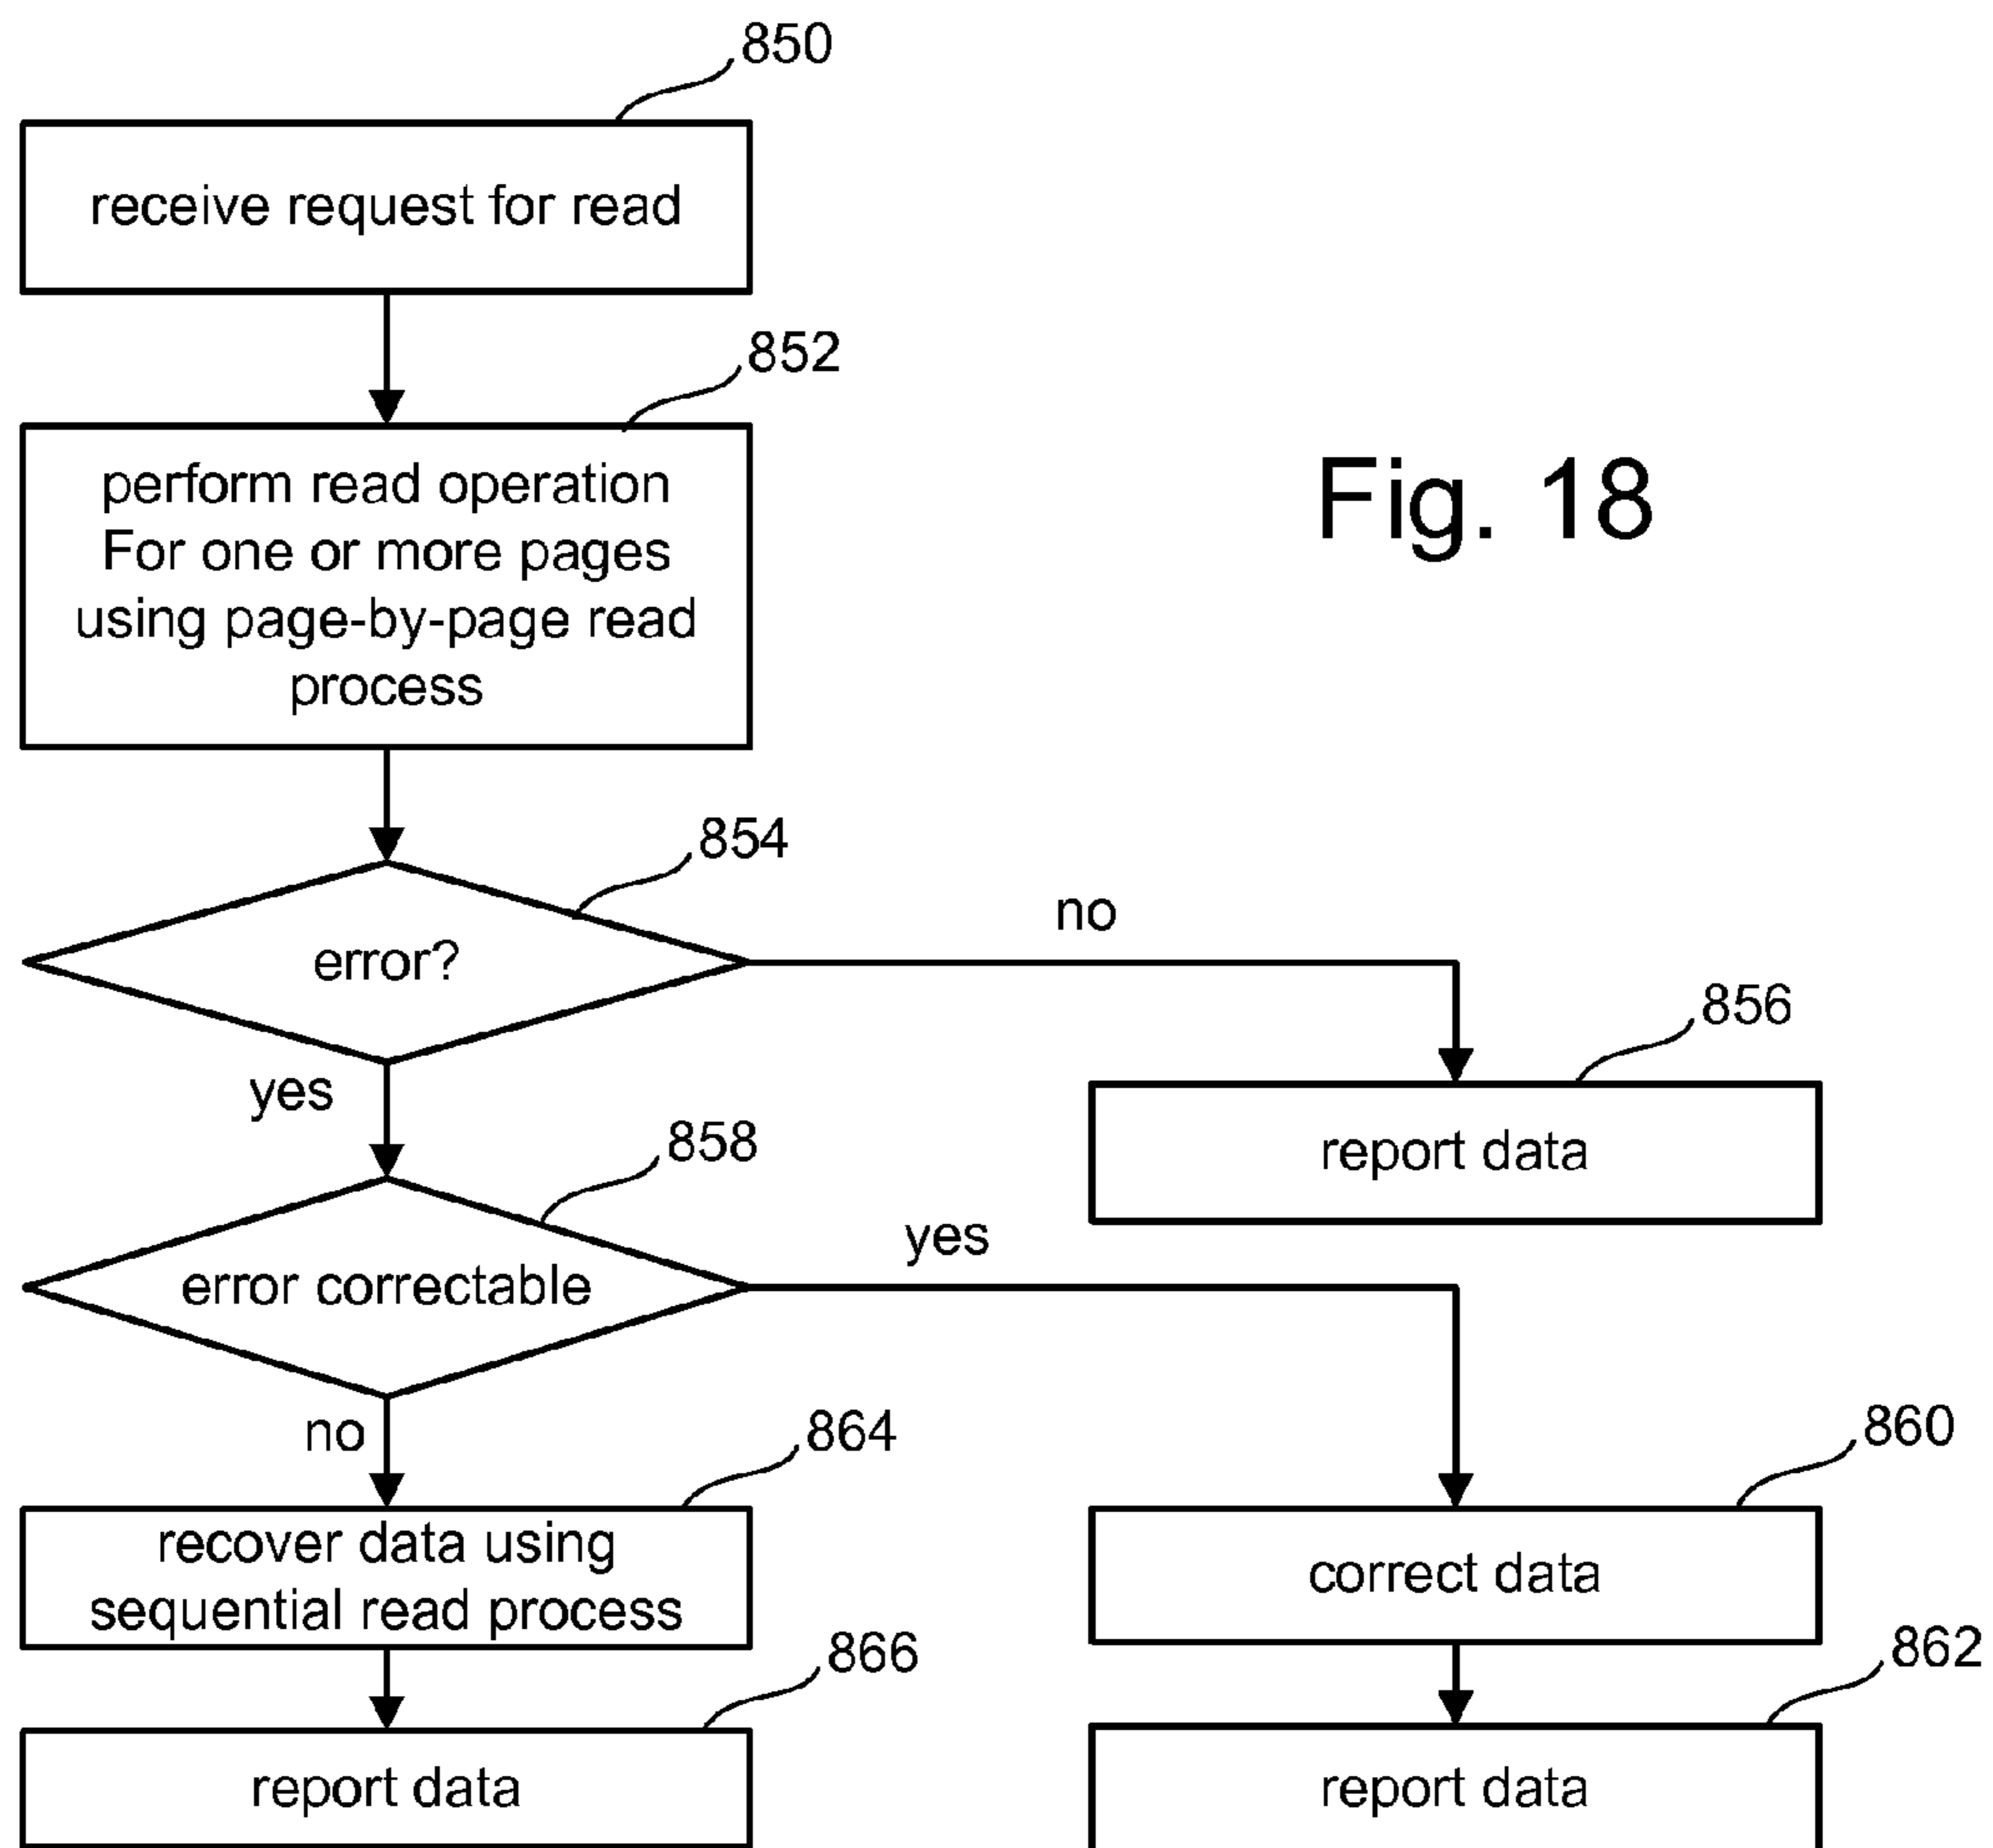 850
receive request for read
852
perform read operation
For one or more pages
using page-by-page read
process
Fig. 18
854
error?
no
856
report data
yes
858
error correctable
yes
860
correct data
862
report data
no
864
recover data using
sequential read process
866
report data